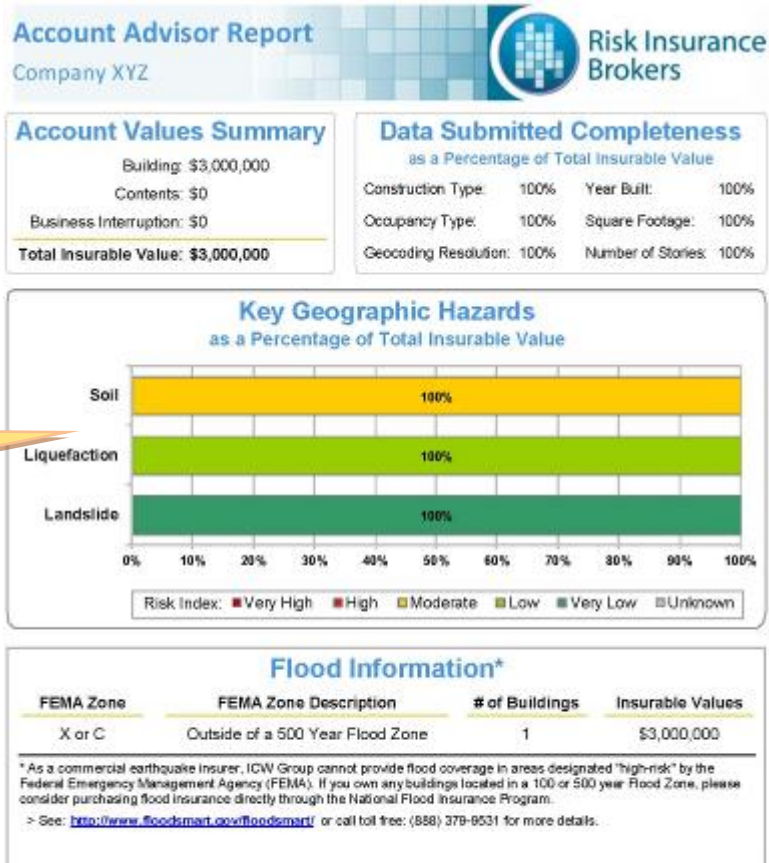 Account Advisor Report
Company XYZ
Risk Insurance
Brokers
Account Values Summary
Building: $3,000,000
Contents: $0
Business Interruption: $0
Total Insurable Value: $3,000,000
Data Submitted Completeness
as a Percentage of Total Insurable Value
Construction Type: 100% Year Built: 100%
Occupancy Type: 100% Square Footage: 100%
Geocoding Resolution: 100% Number of Stories: 100%
Key Geographic Hazards
as a Percentage of Total Insurable Value
Soil 100%
Liquefaction 100%
Landslide 100%
0% 10% 20% 30% 40% 50% 60% 70% 80% 90% 100%
Risk Index: Very High High Moderate Low Very Low Unknown
Flood Information*
FEMA Zone FEMA Zone Description # of Buildings Insurable Values
X or C Outside of a 500 Year Flood Zone 1 $3,000,000
* As a commercial earthquake insurer, ICW Group cannot provide flood coverage in areas designated "high-risk" by the
Federal Emergency Management Agency (FEMA). If you own any buildings located in a 100 or 500 year Flood Zone, please
consider purchasing flood insurance directly through the National Flood Insurance Program.
> See: http://www.floodsmart.gov/floodsmart/ or call toll free: (888) 379-9531 for more details.